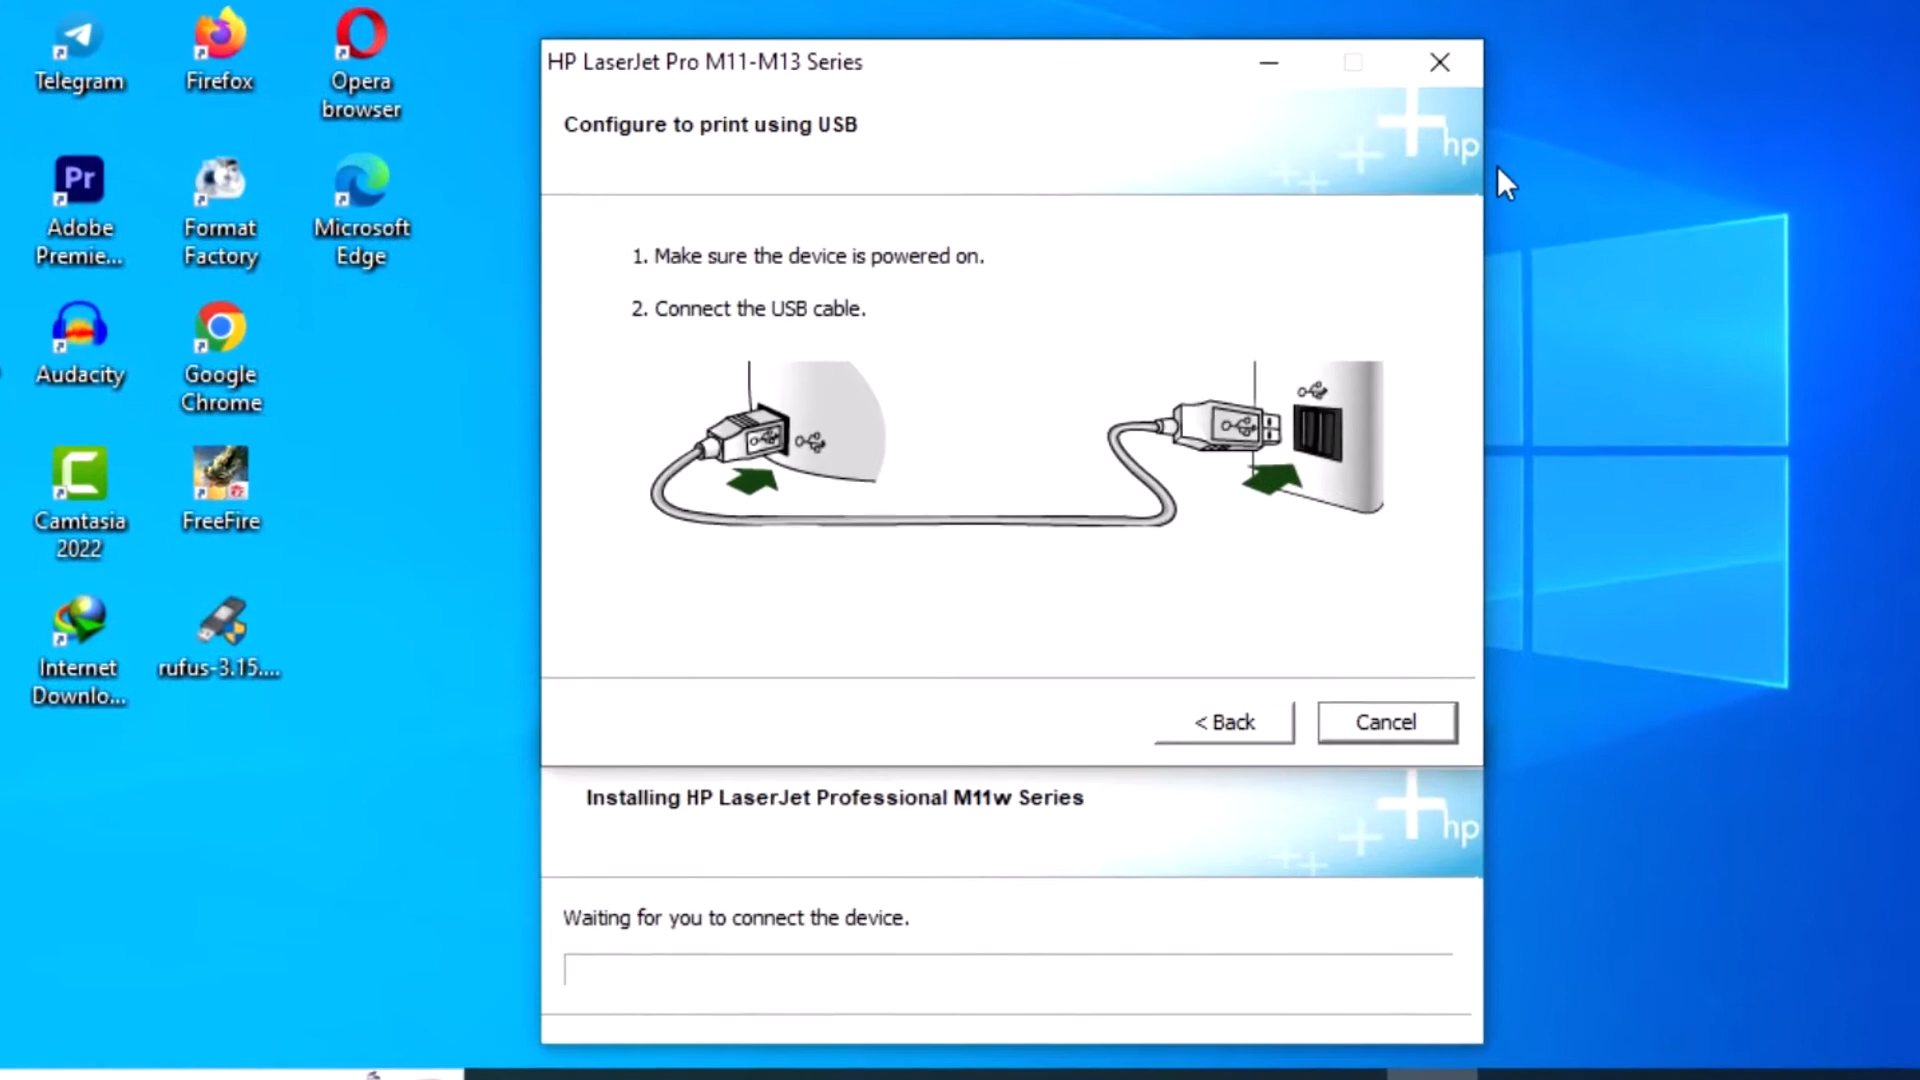 Telegram
Firefox
Opera
browser
Pr
Adobe
Premie...
Format
Factory
Microsoft
Edge
Audacity
Google
Chrome
Camtasia
2022
FreeFire
Internet
Downlo...
rufus-3.15....
HP LaserJet Pro M11-M13 Series
Configure to print using USB
hp
1. Make sure the device is powered on.
2. Connect the USB cable.
< Back
Cancel
Installing HP LaserJet Professional M11w Series
hp
Waiting for you to connect the device.